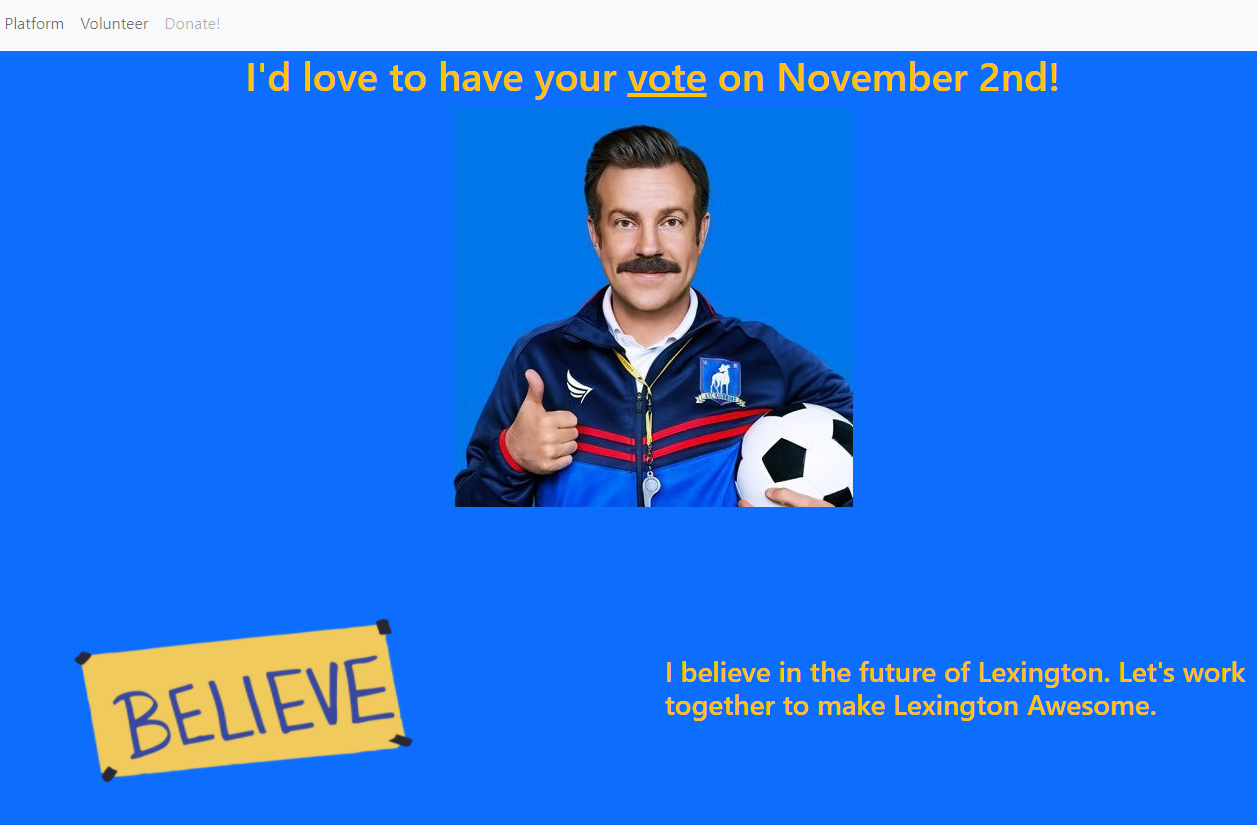 Platform Volunteer Donate!
I'd love to have your vote on November 2nd!
BELIEVE
I believe in the future of Lexington. Let's work
together to make Lexington Awesome.